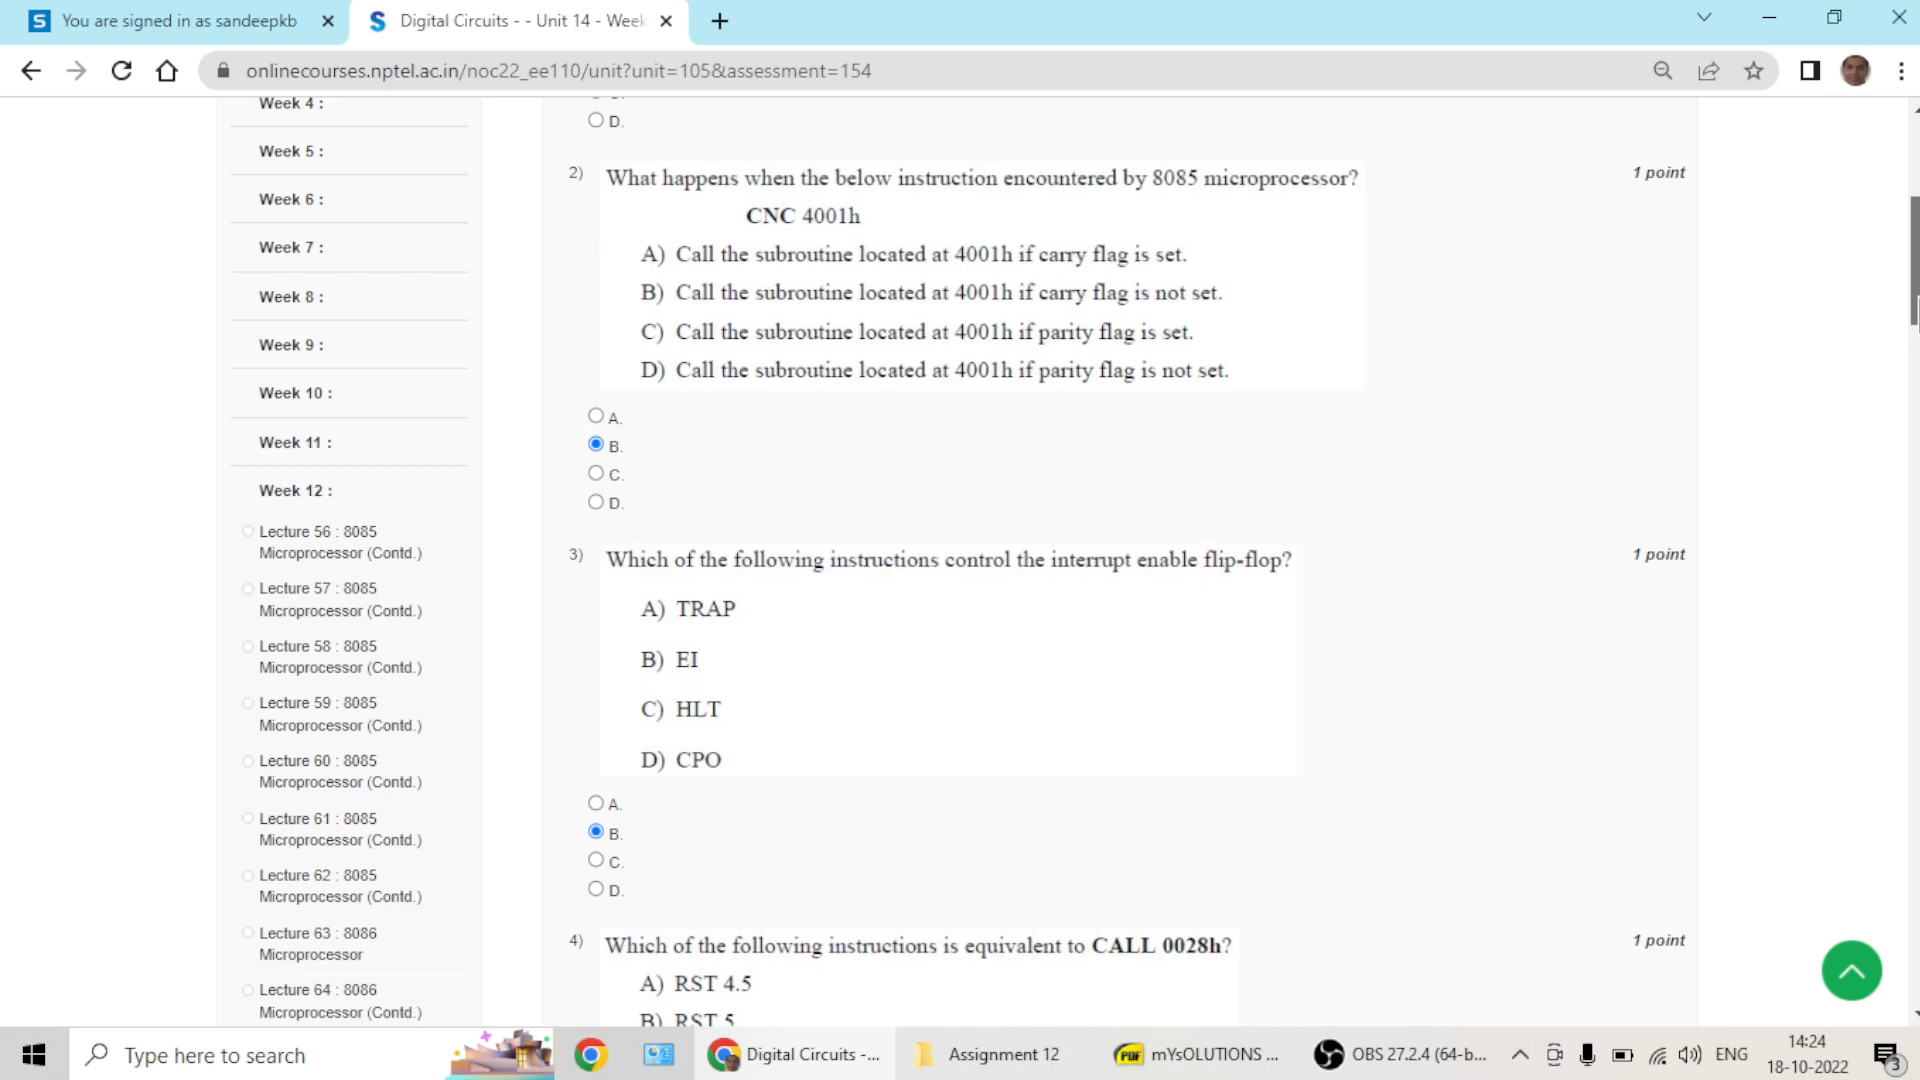 You are signed in as sandeepkb
Digital Circuits - - Unit 14 - Week
onlinecourses.nptel.ac.in/noc22_ee110/unit?unit=105&assessment=154
Week 4 :
Week 5 :
Week 6 :
Week 7 :
Week 8 :
Week 9 :
Week 10 :
Week 11 :
Week 12 :
Lecture 56 : 8085
Microprocessor (Contd.)
Lecture 57 : 8085
Microprocessor (Contd.)
Lecture 58 : 8085
Microprocessor (Contd.)
Lecture 59 : 8085
Microprocessor (Contd.)
Lecture 60 : 8085
Microprocessor (Contd.)
Lecture 61 : 8085
Microprocessor (Contd.)
Lecture 62 : 8085
Microprocessor (Contd.)
Lecture 63 : 8086
Microprocessor
Lecture 64 : 8086
Microprocessor (Contd.)
D.
2) What happens when the below instruction encountered by 8085 microprocessor? 1 point
CNC 4001h
A) Call the subroutine located at 4001h if carry flag is set.
B) Call the subroutine located at 4001h if carry flag is not set.
C) Call the subroutine located at 4001h if parity flag is set.
D) Call the subroutine located at 4001h if parity flag is not set.
A.
B.
C.
D.
3) Which of the following instructions control the interrupt enable flip-flop? 1 point
A) TRAP
B) EI
C) HLT
D) CPO
A.
B.
C.
D.
4) Which of the following instructions is equivalent to CALL 0028h? 1 point
A) RST 4.5
B) RST 5
Type here to search
Digital Circuits -...
Assignment 12
PDF
mYsOLUTIONS ...
OBS 27.2.4 (64-b...
ENG
14:24
18-10-2022
3